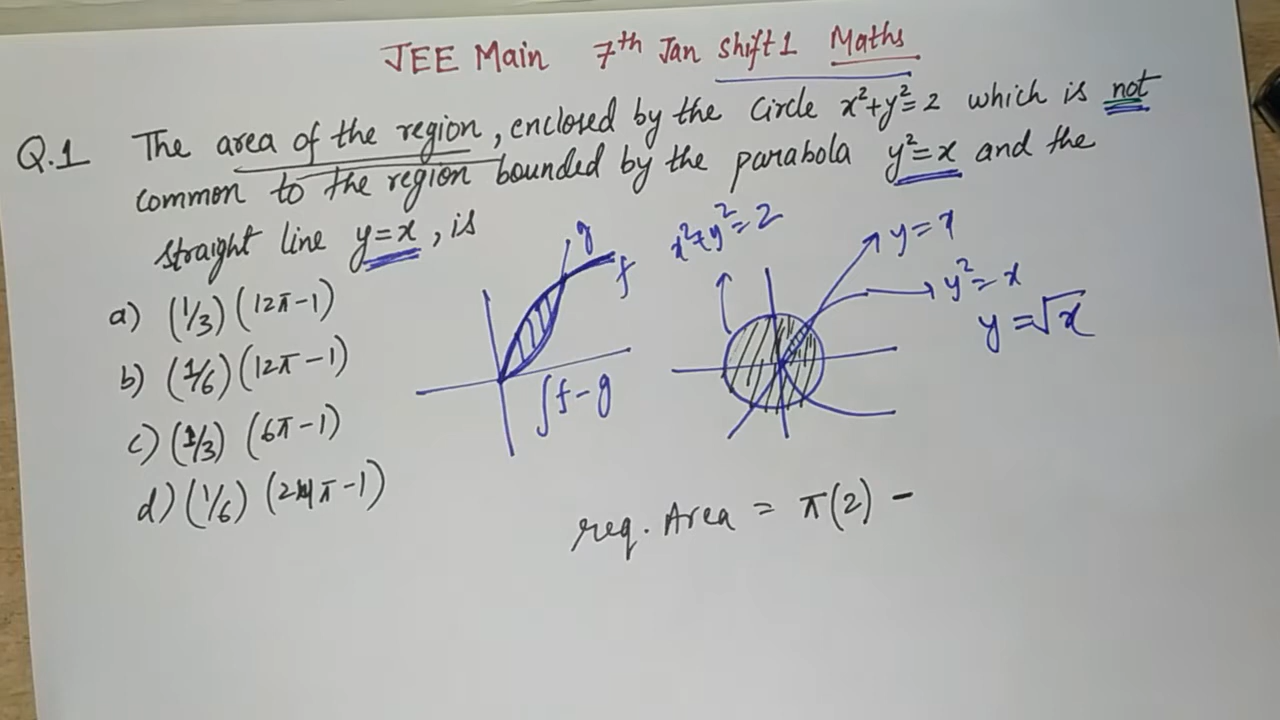 JEE Main 7th Jan Shift 1 Maths
Q.1 The area of the region, enclosed by the Circle x²+y²=2 which is not
common to the region bounded by the parabola y²=x and the
straight line y=x, is
a) (1/3) (12π-1)
b) (1/6) (12π-1)
c) (1/3) (6π-1)
d) (1/6) (24π-1)
g
f
∫f-g
x²+y²=2
y=x
y²=x
y=√x
req. Area = π(2) -